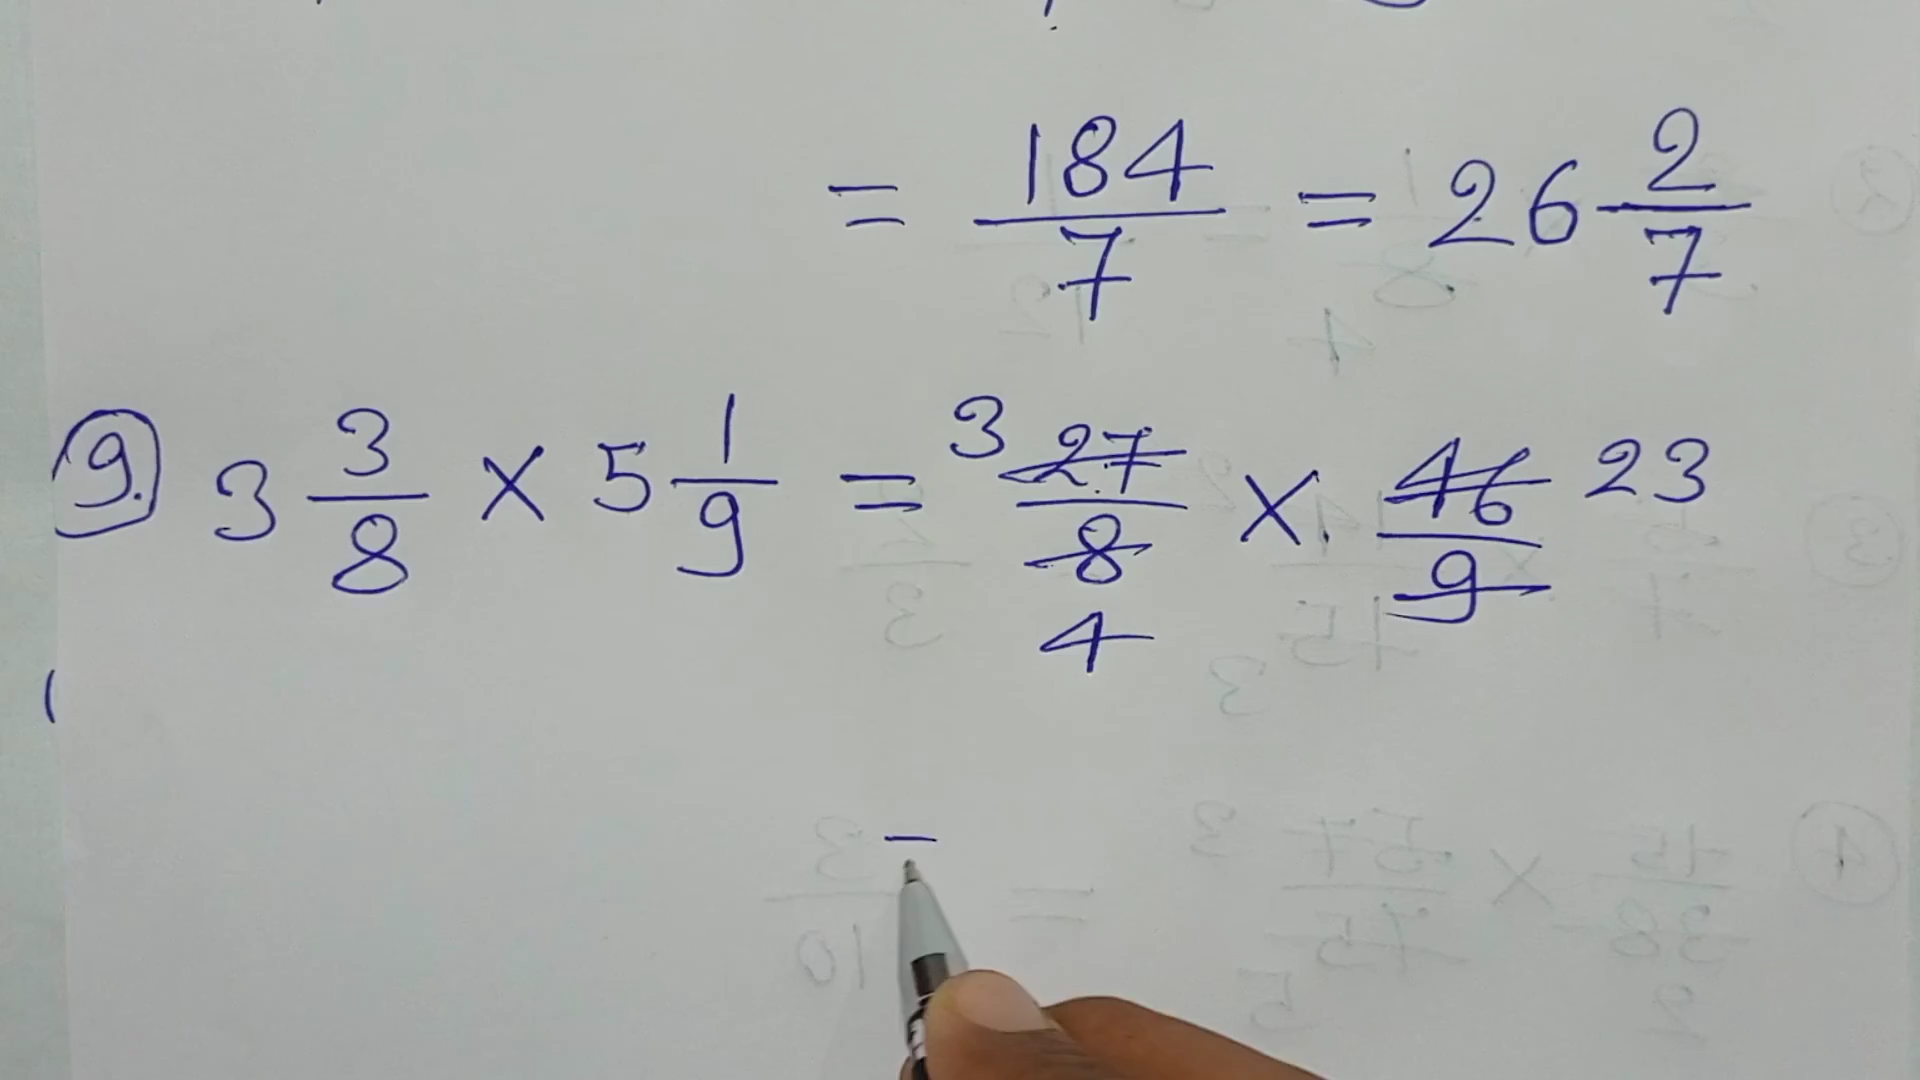 = 184/7 = 26 2/7
9. 3 3/8 × 5 1/9 = 3 27/8 4 × 46/9 23